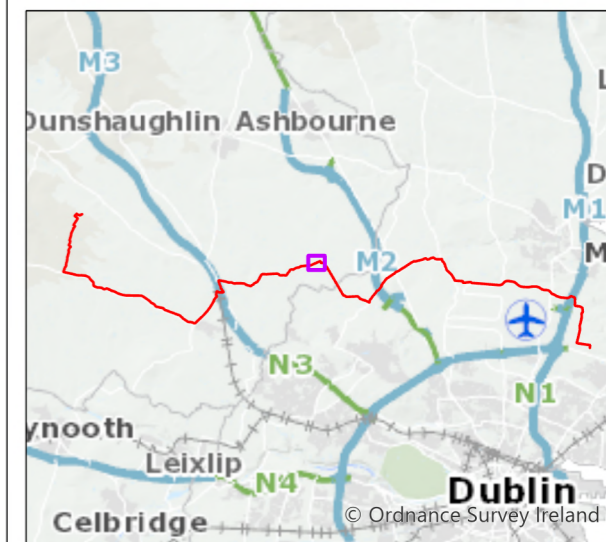 M3
Dunshaughlin Ashbourne
M1
M2
N3
N1
ynooth
Leixlip
N4
Dublin
Celbridge
© Ordnance Survey Ireland